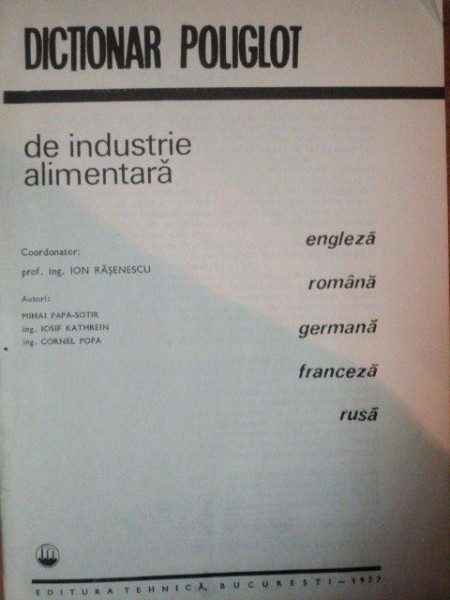 DICȚIONAR POLIGLOT
de industrie
alimentară
Coordonator:
prof. ing. ION RĂȘENESCU
Autori:
MIHAI PAPA-SOTIR
ing. IOSIF KATHREIN
ing. CORNEL POPA
engleză
română
germană
franceză
rusă
EDITURA TEHNICĂ, BUCUREȘTI—1977